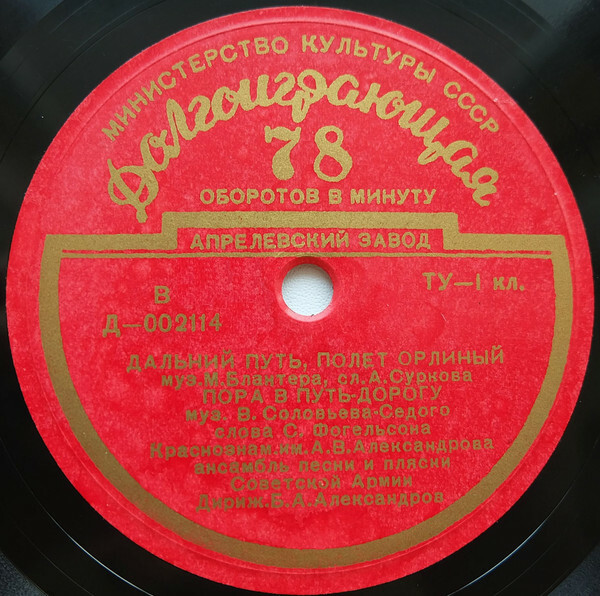 МИНИСТЕРСТВО КУЛЬТУРЫ СССР
Долгоиграющая
78
ОБОРОТОВ В МИНУТУ
АПРЕЛЕВСКИЙ ЗАВОД
В
Д—002114
ТУ—I кл.
ДАЛЬНИЙ ПУТЬ, ПОЛЕТ ОРЛИНЫЙ
муз. М. Блантера, сл. А. Суркова
ПОРА В ПУТЬ-ДОРОГУ
муз. В. Соловьева-Седого
слова С. Фогельсона
Краснознам. им. А. В. Александрова
ансамбль песни и пляски
Советской Армии
Дириж. Б. А. Александров